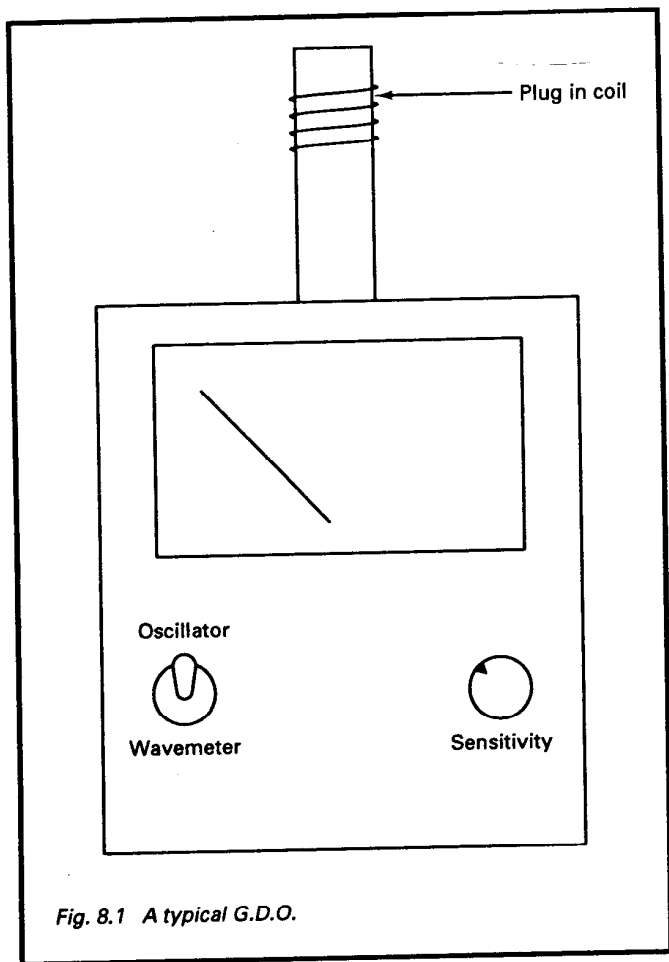 Plug in coil
Oscillator
Wavemeter
Sensitivity
Fig. 8.1 A typical G.D.O.